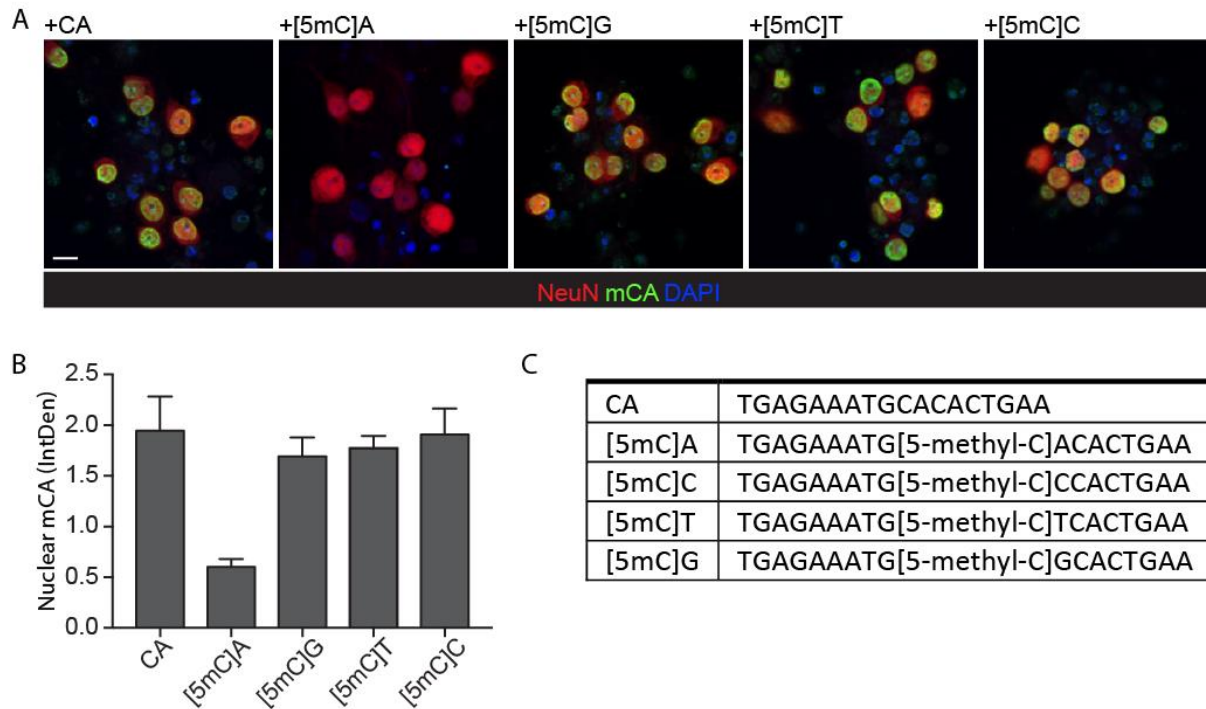 A
+CA +[5mC]A +[5mC]G +[5mC]T +[5mC]C
NeuN mCA DAPI
B
Nuclear mCA (IntDen)
2.5
2.0
1.5
1.0
0.5
0.0
CA [5mC]A [5mC]G [5mC]T [5mC]C
C
CA TGAGAAATGCACACTGAA
[5mC]A TGAGAAATG[5-methyl-C]ACACTGAA
[5mC]C TGAGAAATG[5-methyl-C]CCACTGAA
[5mC]T TGAGAAATG[5-methyl-C]TCACTGAA
[5mC]G TGAGAAATG[5-methyl-C]GCACTGAA